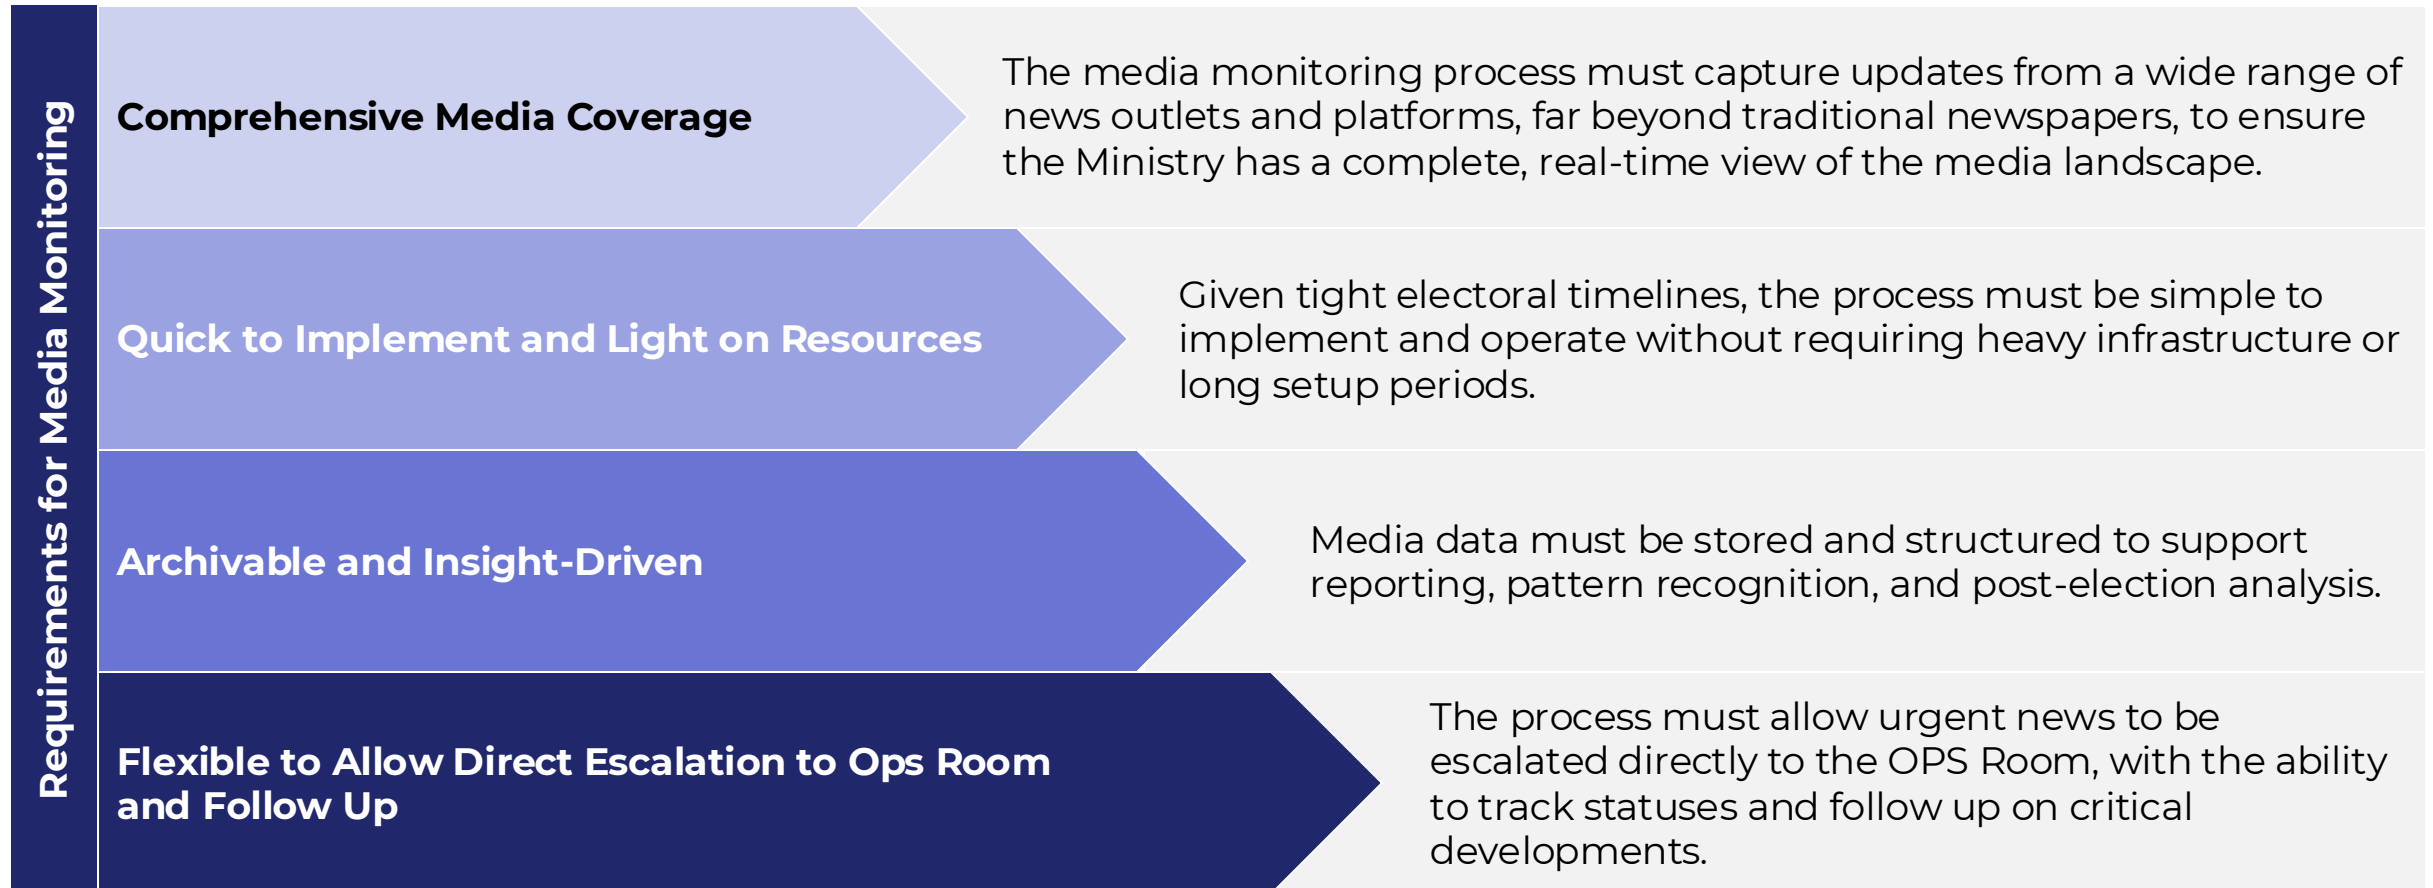 Requirements for Media Monitoring
Comprehensive Media Coverage
The media monitoring process must capture updates from a wide range of
news outlets and platforms, far beyond traditional newspapers, to ensure
the Ministry has a complete, real-time view of the media landscape.
Quick to Implement and Light on Resources
Given tight electoral timelines, the process must be simple to
implement and operate without requiring heavy infrastructure or
long setup periods.
Archivable and Insight-Driven
Media data must be stored and structured to support
reporting, pattern recognition, and post-election analysis.
Flexible to Allow Direct Escalation to Ops Room
and Follow Up
The process must allow urgent news to be
escalated directly to the OPS Room, with the ability
to track statuses and follow up on critical
developments.